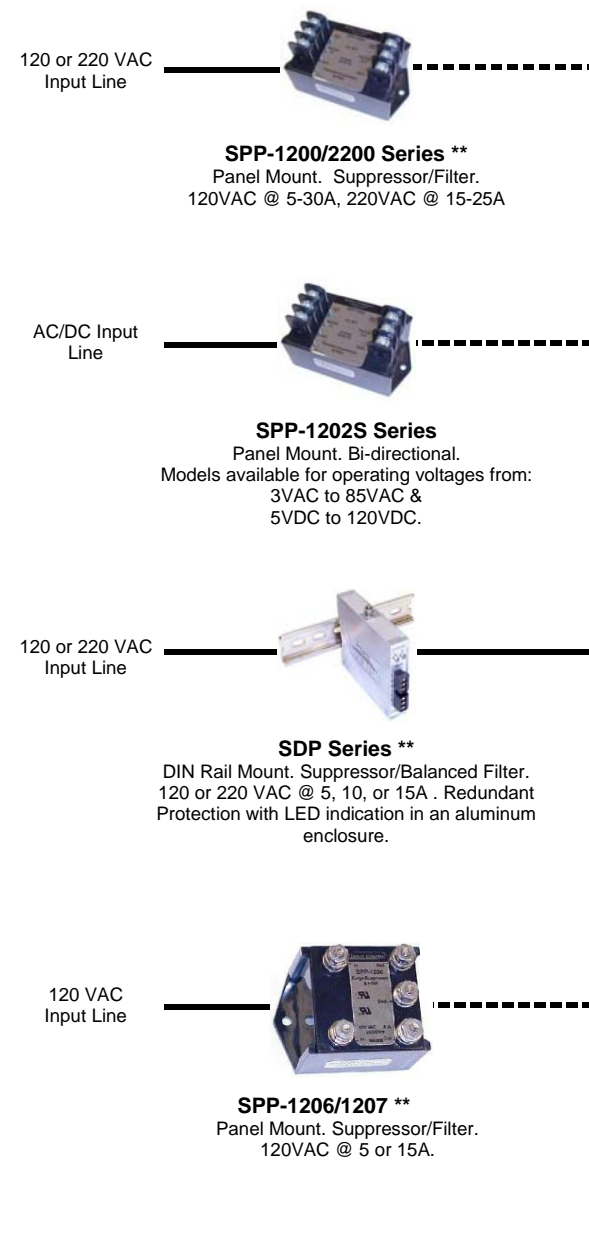 120 or 220 VAC
Input Line
SPP-1200/2200 Series **
Panel Mount. Suppressor/Filter.
120VAC @ 5-30A, 220VAC @ 15-25A
AC/DC Input
Line
SPP-1202S Series
Panel Mount. Bi-directional.
Models available for operating voltages from:
3VAC to 85VAC &
5VDC to 120VDC.
120 or 220 VAC
Input Line
SDP Series **
DIN Rail Mount. Suppressor/Balanced Filter.
120 or 220 VAC @ 5, 10, or 15A . Redundant
Protection with LED indication in an aluminum
enclosure.
SPP-1206
120 VAC
Input Line
SPP-1206/1207 **
Panel Mount. Suppressor/Filter.
120VAC @ 5 or 15A.